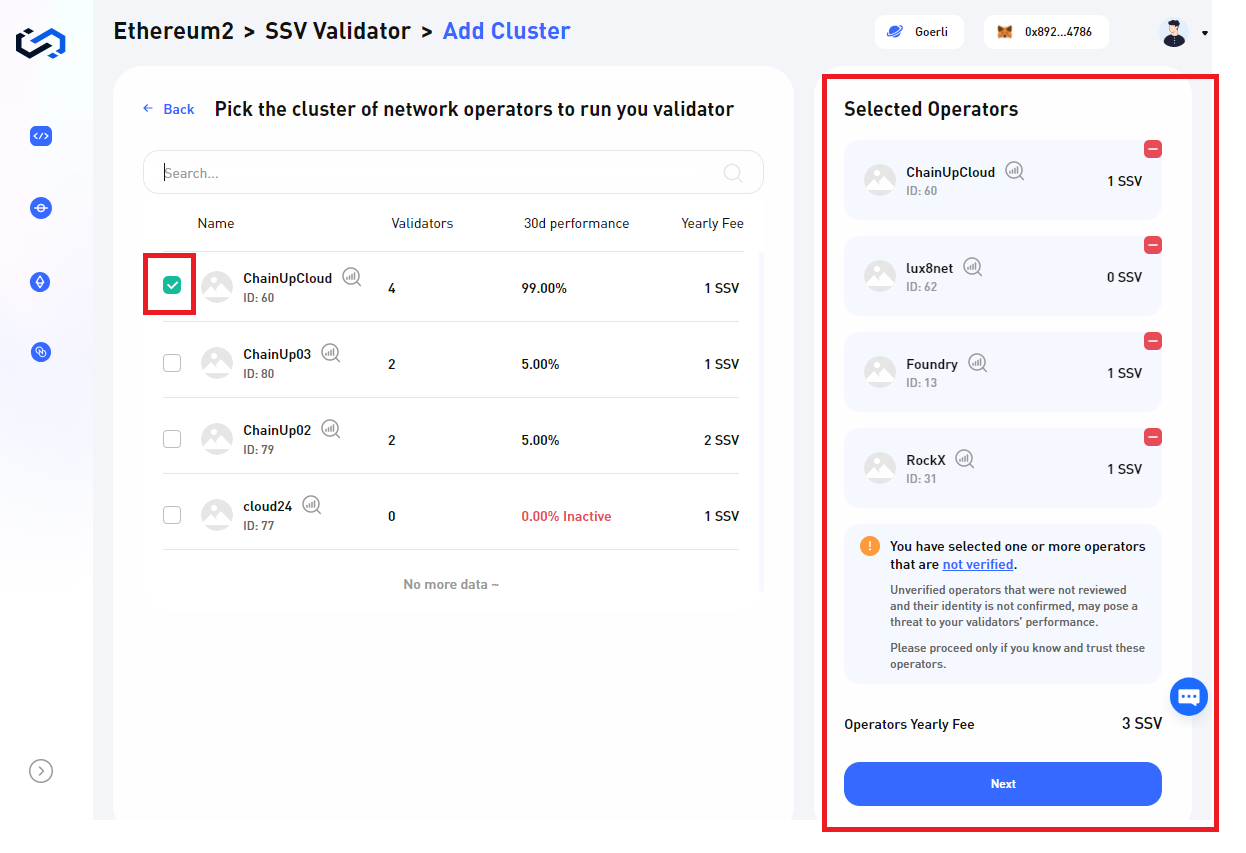 Ethereum2 > SSV Validator > Add Cluster
Goerli
0x892...4786
← Back
Pick the cluster of network operators to run you validator
Search...
Name Validators 30d performance Yearly Fee
ChainUpCloud
ID: 60
4 99.00% 1 SSV
ChainUp03
ID: 80
2 5.00% 1 SSV
ChainUp02
ID: 79
2 5.00% 2 SSV
cloud24
ID: 77
0 0.00% Inactive 1 SSV
No more data ~
Selected Operators
ChainUpCloud
ID: 60
1 SSV
lux8net
ID: 62
0 SSV
Foundry
ID: 13
1 SSV
RockX
ID: 31
1 SSV
You have selected one or more operators
that are not verified.
Unverified operators that were not reviewed
and their identity is not confirmed, may pose a
threat to your validators’ performance.
Please proceed only if you know and trust these
operators.
Operators Yearly Fee 3 SSV
Next